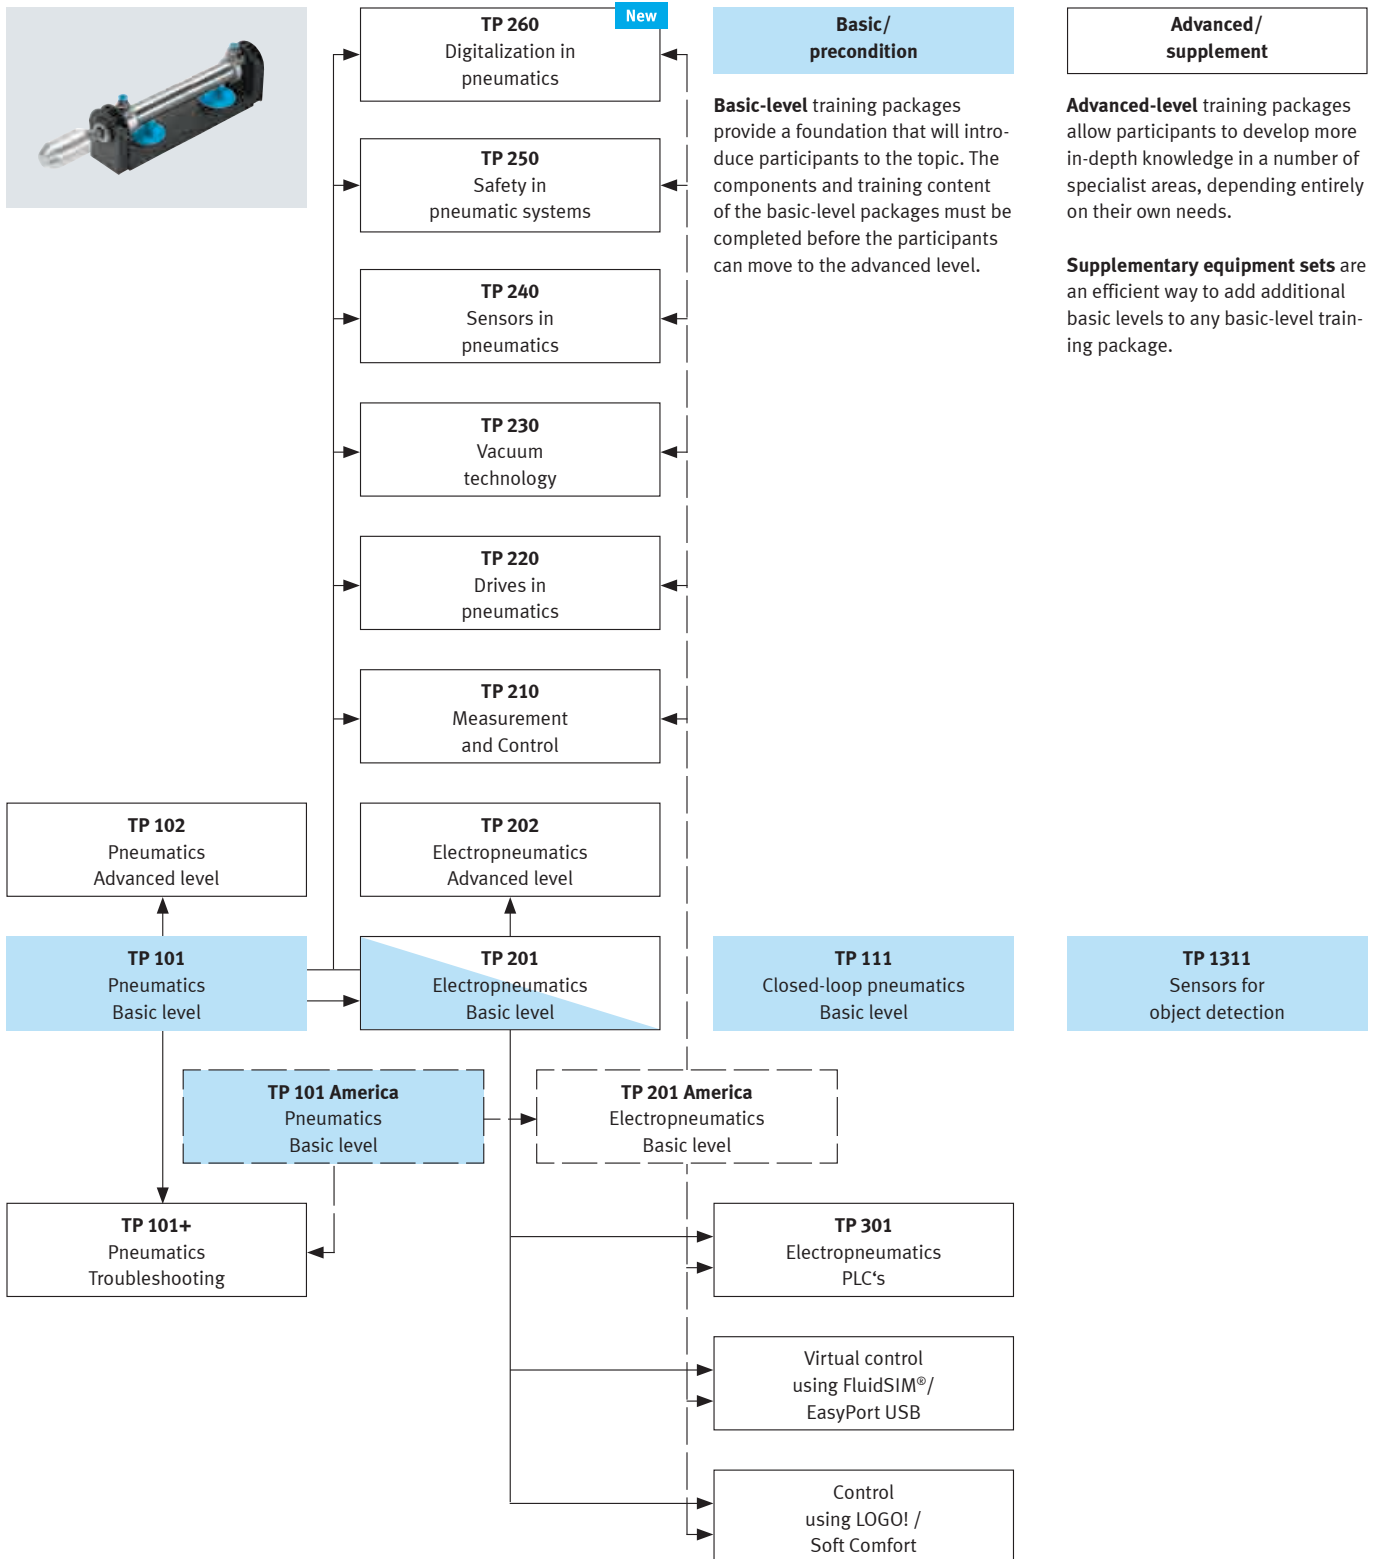 New
TP 260
Digitalization in
pneumatics
Basic/
precondition
Advanced/
supplement
Basic-level training packages
provide a foundation that will intro-
duce participants to the topic. The
components and training content
of the basic-level packages must be
completed before the participants
can move to the advanced level.
Advanced-level training packages
allow participants to develop more
in-depth knowledge in a number of
specialist areas, depending entirely
on their own needs.
Supplementary equipment sets are
an efficient way to add additional
basic levels to any basic-level train-
ing package.
TP 250
Safety in
pneumatic systems
TP 240
Sensors in
pneumatics
TP 230
Vacuum
technology
TP 220
Drives in
pneumatics
TP 210
Measurement
and Control
TP 102
Pneumatics
Advanced level
TP 202
Electropneumatics
Advanced level
TP 101
Pneumatics
Basic level
TP 201
Electropneumatics
Basic level
TP 111
Closed-loop pneumatics
Basic level
TP 1311
Sensors for
object detection
TP 101 America
Pneumatics
Basic level
TP 201 America
Electropneumatics
Basic level
TP 101+
Pneumatics
Troubleshooting
TP 301
Electropneumatics
PLC‘s
Virtual control
using FluidSIM®/
EasyPort USB
Control
using LOGO! /
Soft Comfort